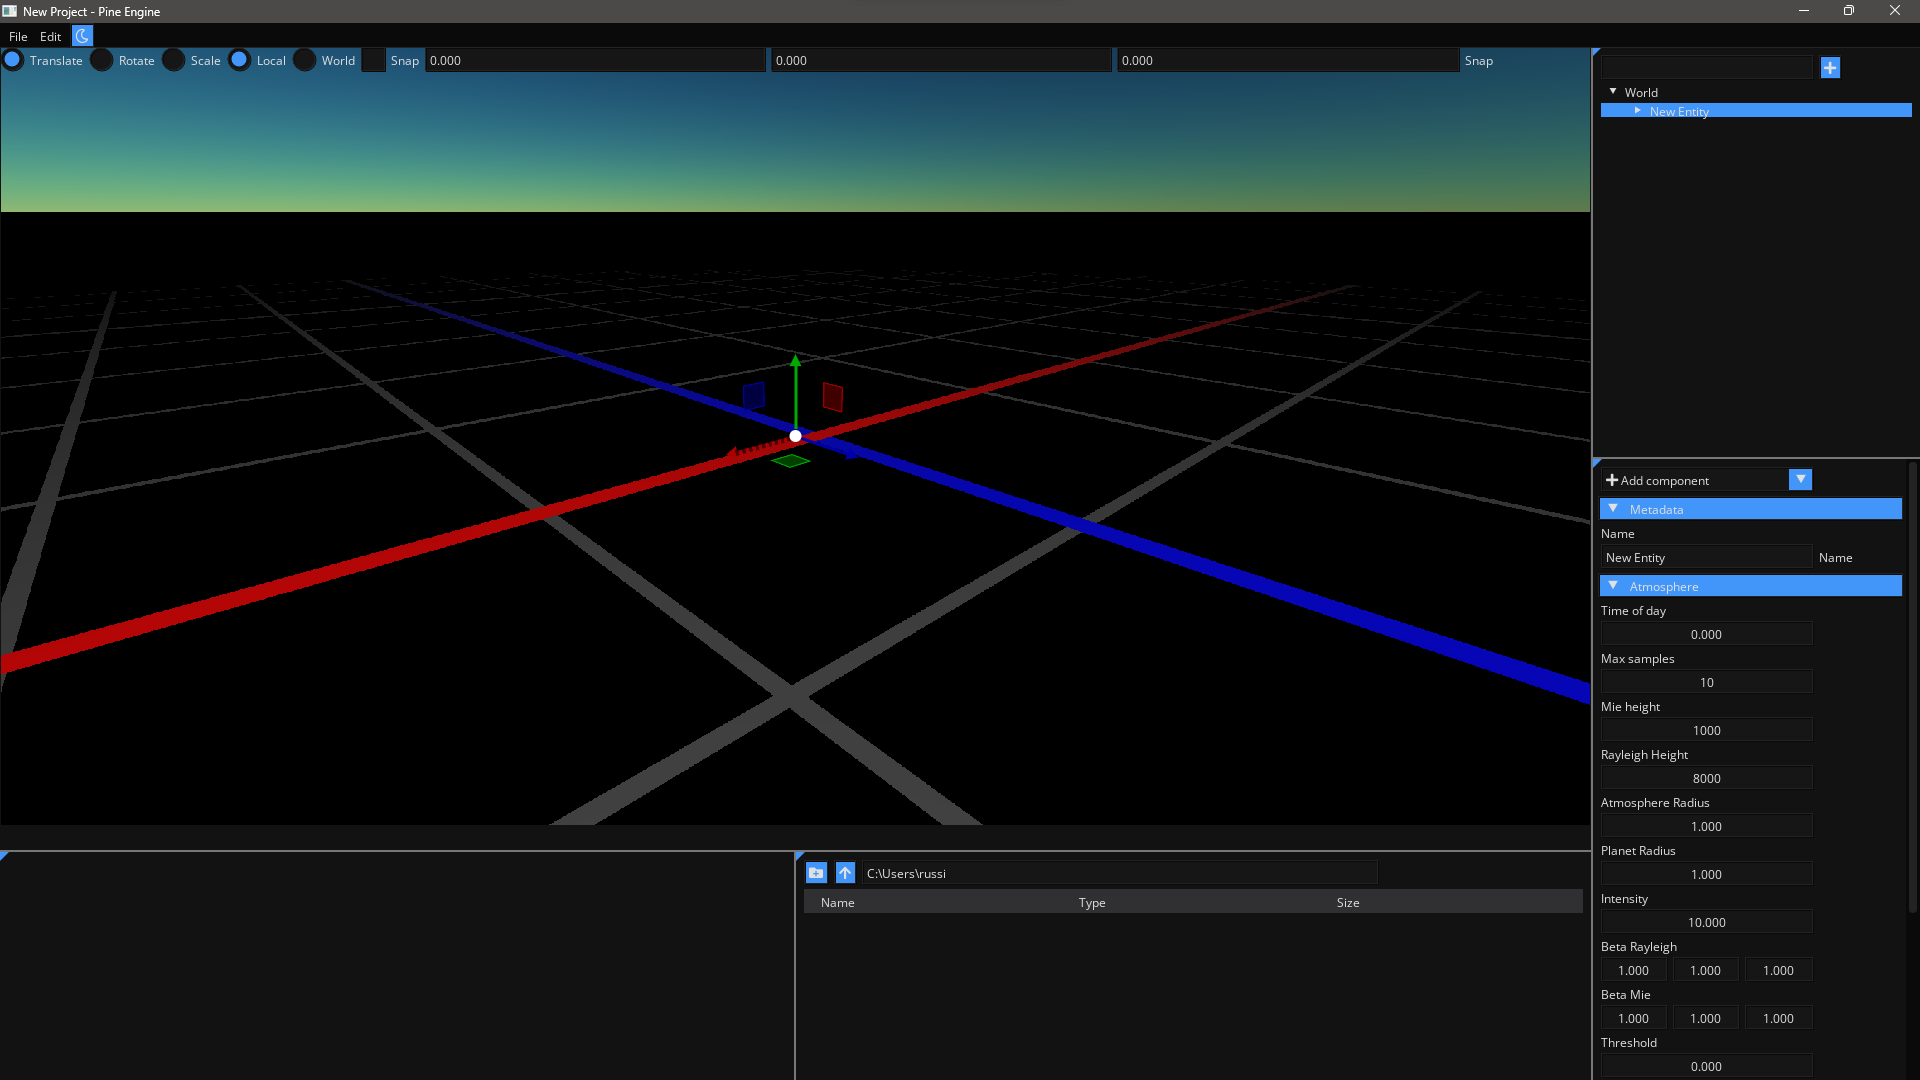 New Project - Pine Engine
File Edit
Translate Rotate Scale Local World Snap 0.000 0.000 0.000 Snap
World
New Entity
Add component
Metadata
Name
New Entity Name
Atmosphere
Time of day
0.000
Max samples
10
Mie height
1000
Rayleigh Height
8000
Atmosphere Radius
1.000
Planet Radius
1.000
Intensity
10.000
Beta Rayleigh
1.000 1.000 1.000
Beta Mie
1.000 1.000 1.000
Threshold
0.000
C:\Users\russi
Name Type Size